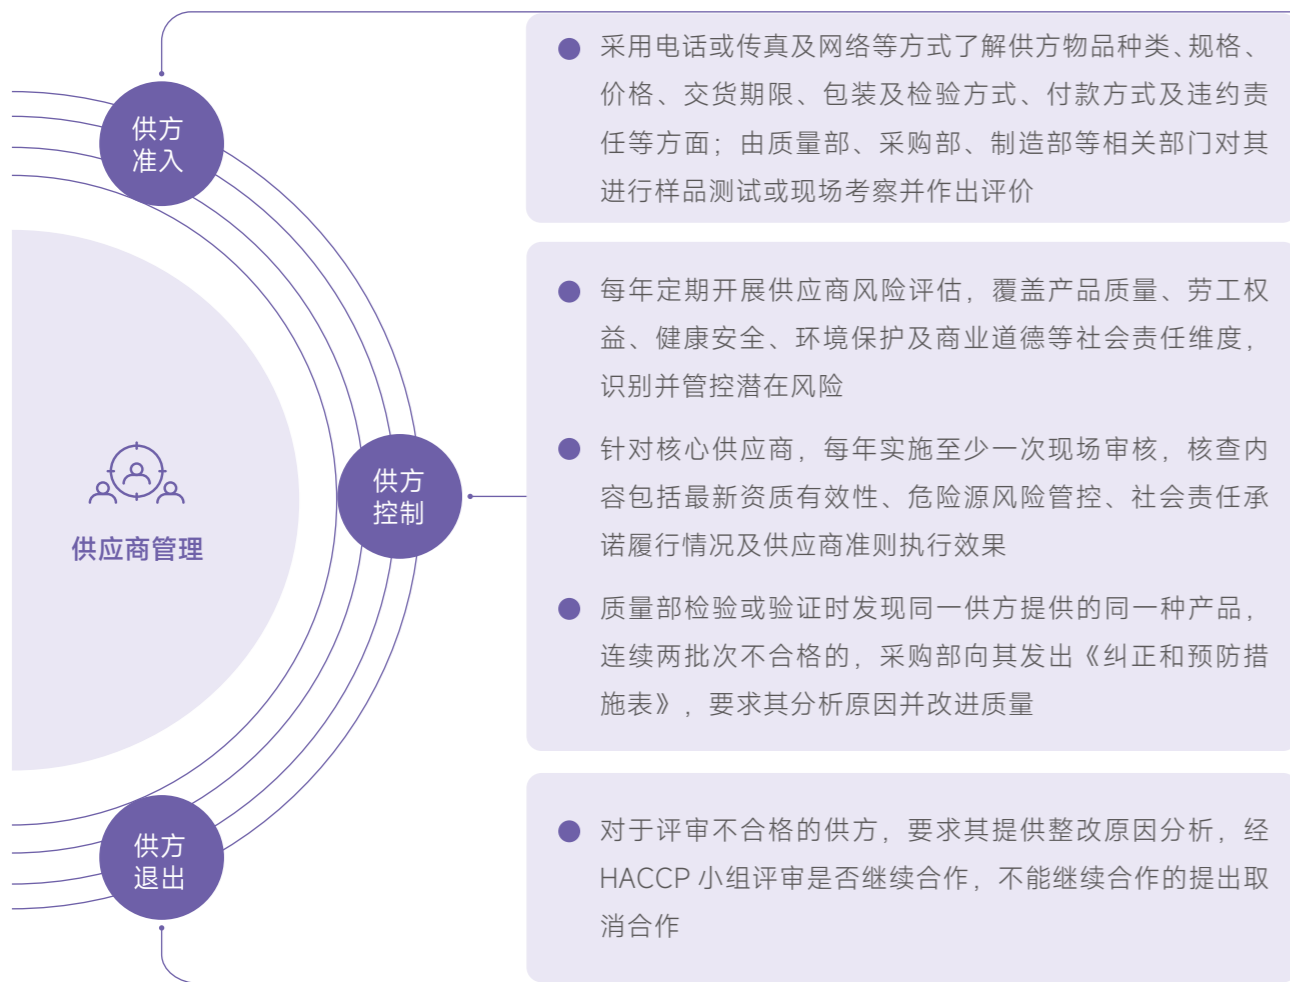 供应商管理
供方
准入
采用电话或传真及网络等方式了解供方物品种类、规格、
价格、交货期限、包装及检验方式、付款方式及违约责
任等方面；由质量部、采购部、制造部等相关部门对其
进行样品测试或现场考察并作出评价
供方
控制
每年定期开展供应商风险评估，覆盖产品质量、劳工权
益、健康安全、环境保护及商业道德等社会责任维度，
识别并管控潜在风险
针对核心供应商，每年实施至少一次现场审核，核查内
容包括最新资质有效性、危险源风险管控、社会责任承
诺履行情况及供应商准则执行效果
质量部检验或验证时发现同一供方提供的同一种产品，
连续两批次不合格的，采购部向其发出《纠正和预防措
施表》，要求其分析原因并改进质量
供方
退出
对于评审不合格的供方，要求其提供整改原因分析，经
HACCP 小组评审是否继续合作，不能继续合作的提出取
消合作